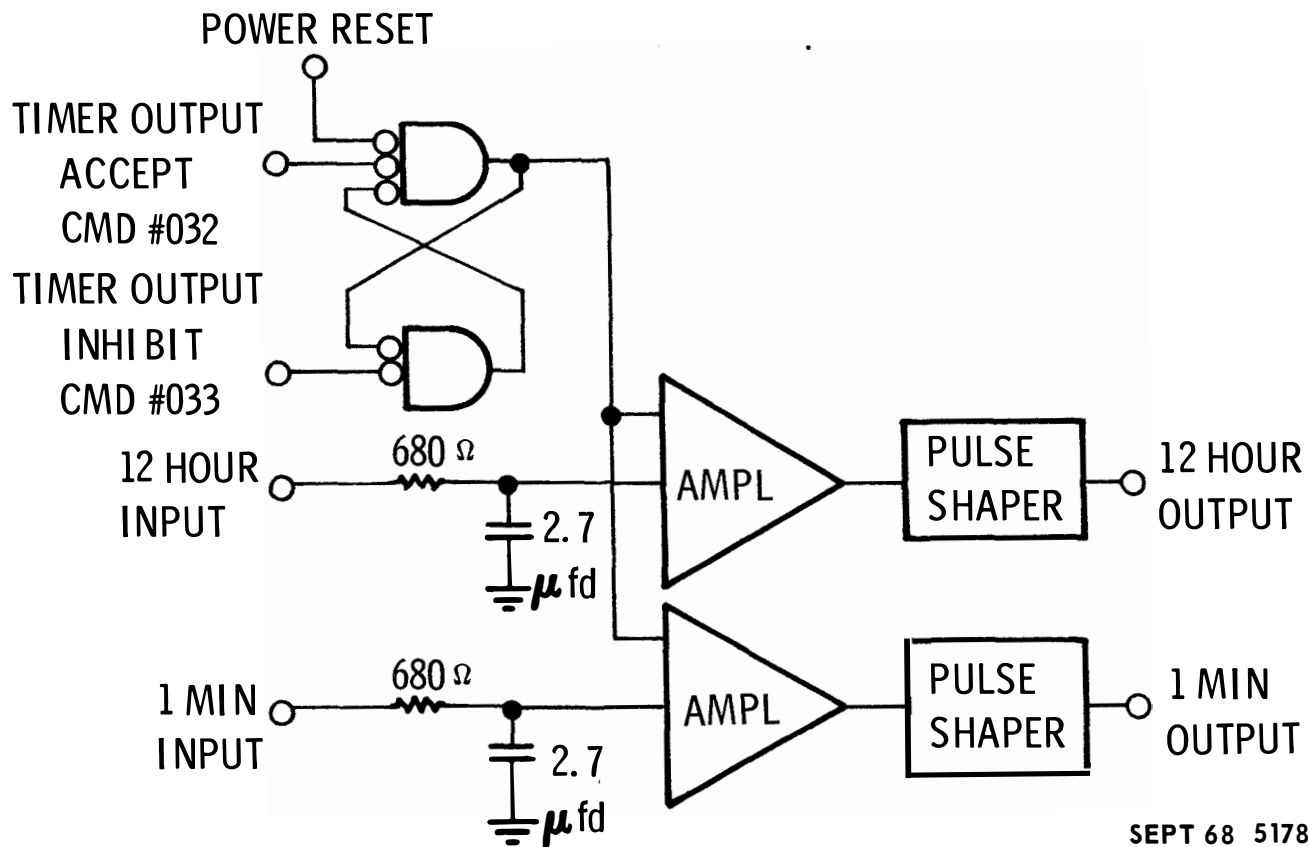 POWER RESET
TIMER OUTPUT
ACCEPT
CMD #032
TIMER OUTPUT
INHIBIT
CMD #033
12 HOUR
INPUT
680 Ω
2.7
μfd
AMPL
PULSE
SHAPER
12 HOUR
OUTPUT
1 MIN
INPUT
680 Ω
2.7
μfd
AMPL
PULSE
SHAPER
1 MIN
OUTPUT
SEPT 68 5178